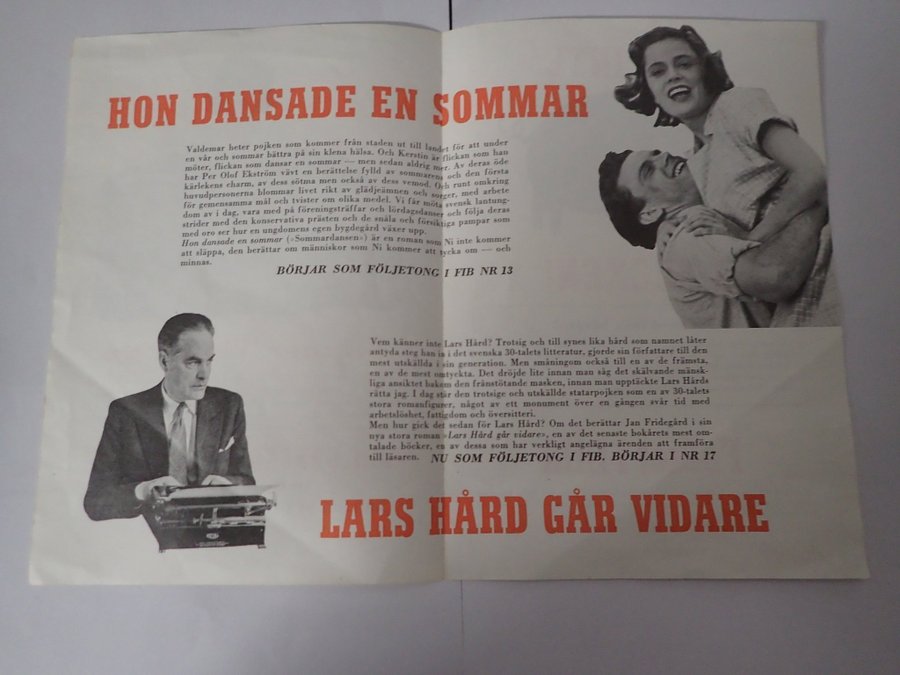 HON DANSADE EN SOMMAR
Valdemar heter pojken som kommer från staden ut till landet för att under
en vår och sommar bättra på sin klena hälsa. Och Kerstin är flickan som han
möter, flickan som dansar en sommar — men sedan aldrig mer. Av deras öde
har Per Olof Ekström vävt en berättelse fylld av sommarens och den första
kärlekens charm, av dess sötma men också av dess vemod. Och runt omkring
huvudpersonerna blommar livet rikt av glädjeämnen och sorger, med arbete
för gemensamma mål och tvister om olika medel. Vi får möta svensk lantung-
dom av i dag, vara med på föreningsträffar och lördagsdanser och följa deras
strider med den konservativa prästen och de snåla och försiktiga pampar som
med oro ser hur en ungdomens egen bygdegård växer upp.
Hon dansade en sommar (»Sommardansen») är en roman som Ni inte kommer
att släppa, den berättar om människor som Ni kommer att tycka om — och
minnas.
BÖRJAR SOM FÖLJETONG I FIB NR 13
Vem känner inte Lars Hård? Trotsig och till synes lika hård som namnet låter
antyda steg han in i det svenska 30-talets litteratur, gjorde sin författare till den
mest utskällda i sin generation. Men småningom också till en av de främsta,
en av de mest omtyckta. Det dröjde lite innan man såg det skälvande mänsk-
liga ansiktet bakom den frånstötande masken, innan man upptäckte Lars Hårds
rätta jag. I dag står den trotsige och utskällde statarpojken som en av 30-talets
stora romanfigurer, något av ett monument över en gången svår tid med
arbetslöshet, fattigdom och översitteri.
Men hur gick det sedan för Lars Hård? Om det berättar Jan Fridegård i sin
nya stora roman »Lars Hård går vidare», en av det senaste bokårets mest om-
talade böcker, en av dessa som har verkligt angelägna ärenden att framföra
till läsaren. NU SOM FÖLJETONG I FIB. BÖRJAR I NR 17
LARS HÅRD GÅR VIDARE